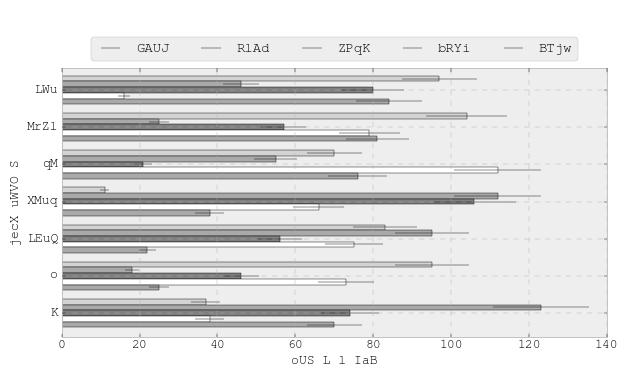 GAUJ RlAd ZPqK bRYi BTjw
LWu
MrZl
qM
XMuq
LEuQ
o
K
jecX uWVO S
0 20 40 60 80 100 120 140
oUS L l IaB